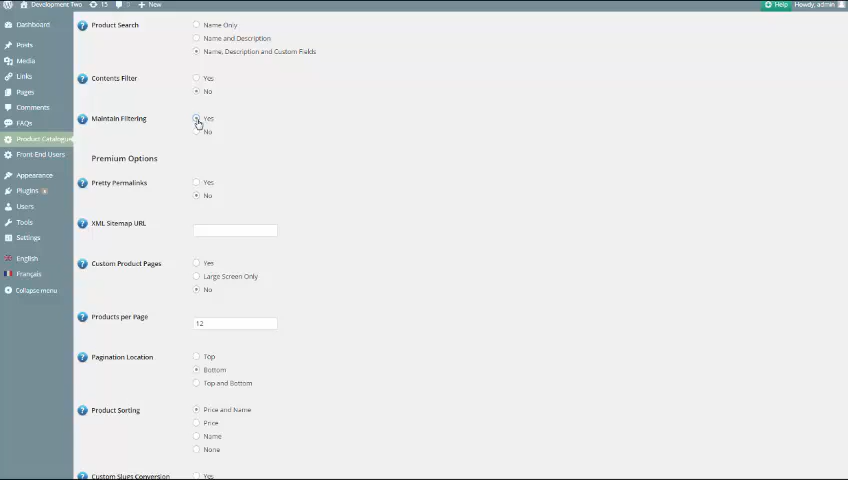 Development Two 15 New Help Howdy, admin
Dashboard
Posts
Media
Links
Pages
Comments
FAQs
Product Catalogue
Front End Users
Appearance
Plugins
Users
Tools
Settings
English
Français
Collapse menu
Product Search
Name Only
Name and Description
Name, Description and Custom Fields
Contents Filter
Yes
No
Maintain Filtering
Yes
No
Premium Options
Pretty Permalinks
Yes
No
XML Sitemap URL
Custom Product Pages
Yes
Large Screen Only
No
Products per Page
12
Pagination Location
Top
Bottom
Top and Bottom
Product Sorting
Price and Name
Price
Name
None
Custom Slugs Conversion
Yes